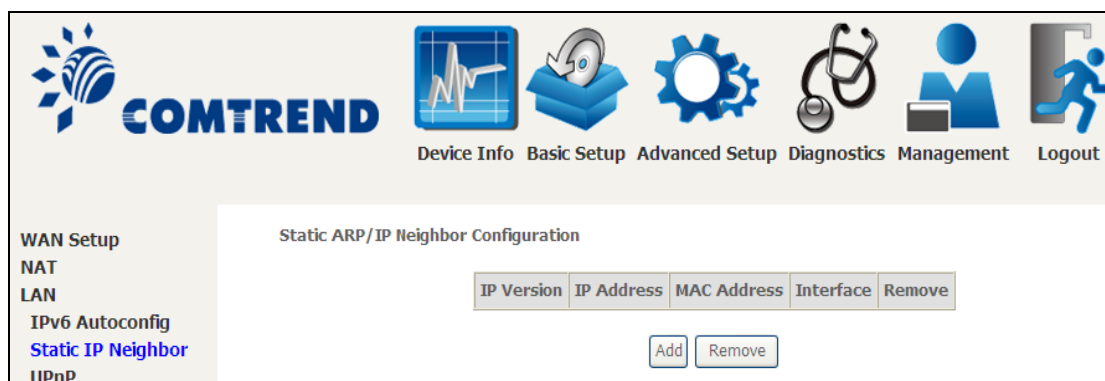 COMTREND
Device Info Basic Setup Advanced Setup Diagnostics Management Logout
WAN Setup
NAT
LAN
IPv6 Autoconfig
Static IP Neighbor
UPnP
Static ARP/IP Neighbor Configuration
IP Version IP Address MAC Address Interface Remove
Add Remove